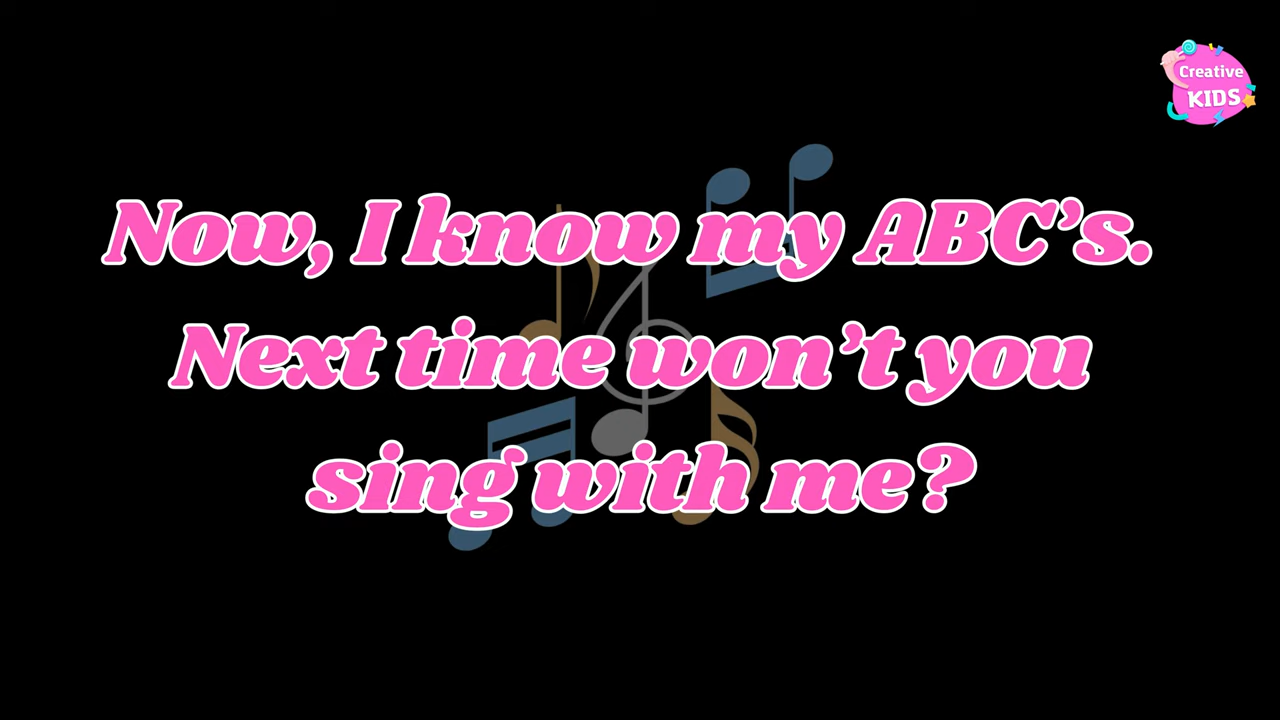 Creative
KIDS
Now, I know my ABC’s.
Next time won’t you
sing with me?